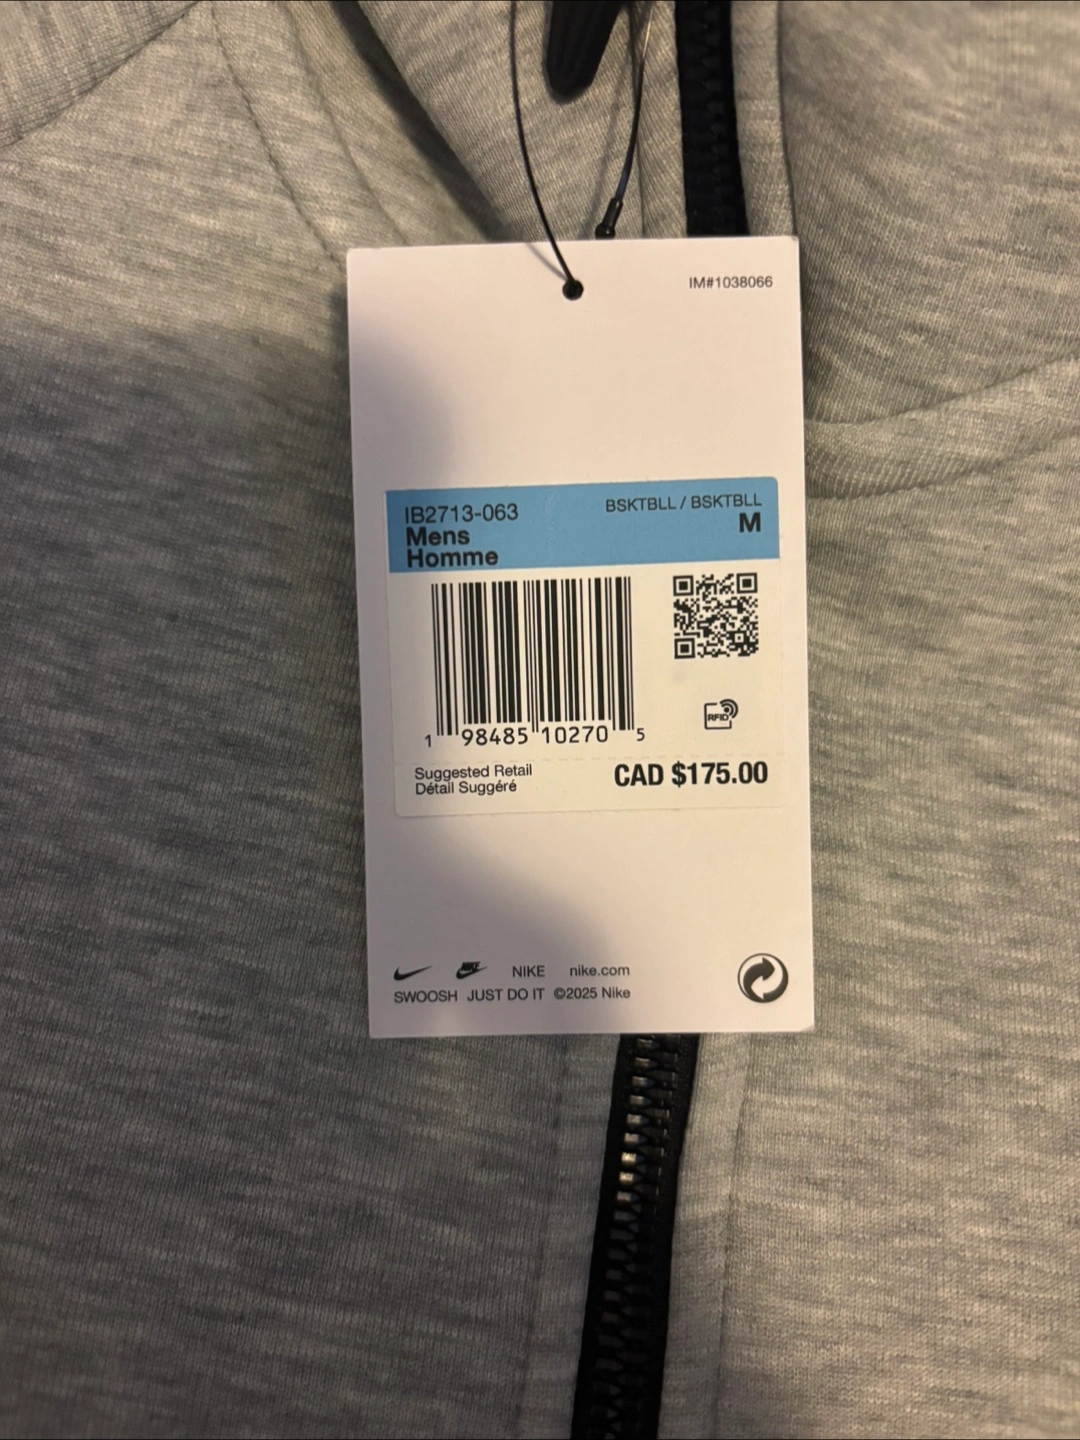 IM#1038066
IB2713-063
BSKTBLL / BSKTBLL
Mens
M
Homme
1 98485 10270 5
RFID
Suggested Retail
Détail Suggéré
CAD $175.00
NIKE
NIKE nike.com
SWOOSH JUST DO IT ©2025 Nike